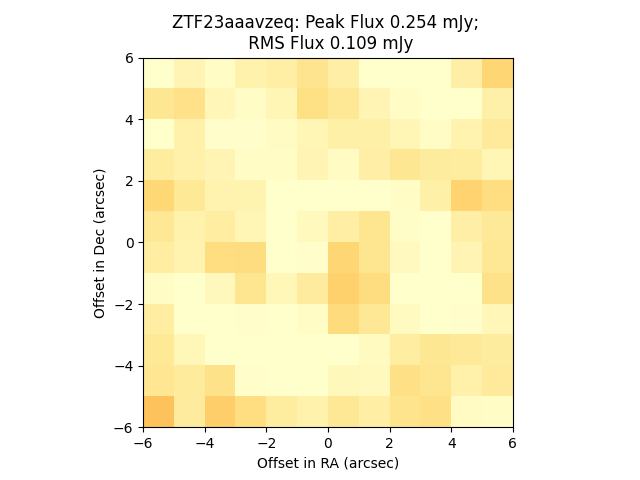 ZTF23aaavzeq: Peak Flux 0.254 mJy;
RMS Flux 0.109 mJy
6
4
2
0
−2
−4
−6
Offset in Dec (arcsec)
−6 −4 −2 0 2 4 6
Offset in RA (arcsec)